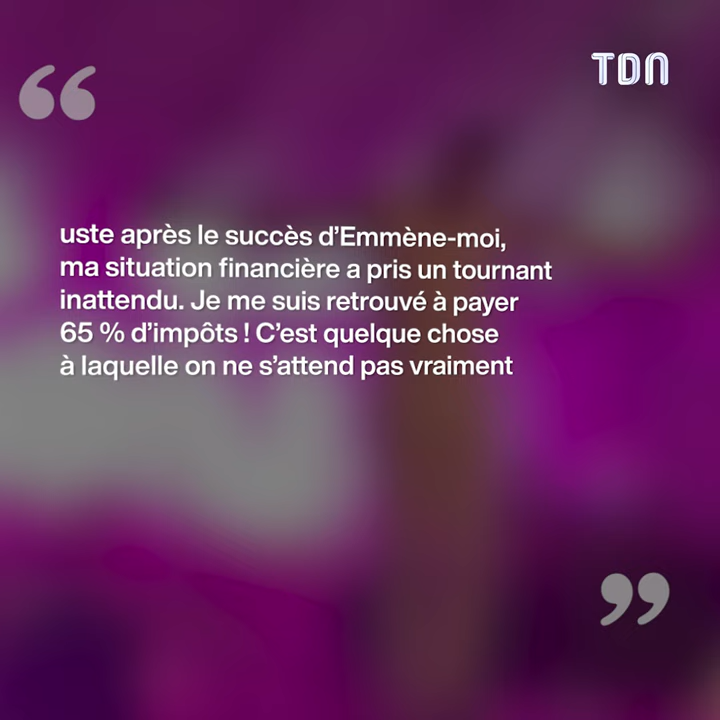 TDN
“
uste après le succès d’Emmène-moi,
ma situation financière a pris un tournant
inattendu. Je me suis retrouvé à payer
65 % d’impôts ! C’est quelque chose
à laquelle on ne s’attend pas vraiment
”